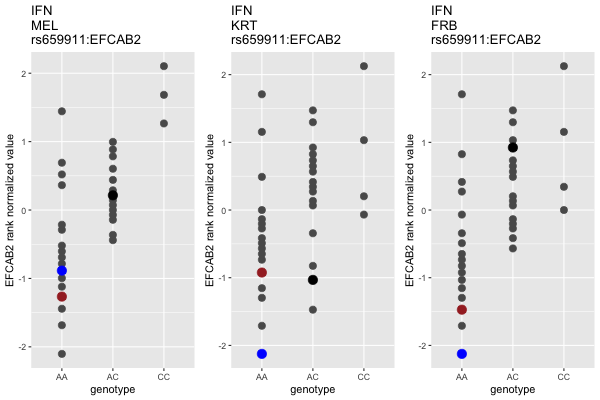 IFN
MEL
rs659911:EFCAB2
EFCAB2 rank normalized value
2
1
0
-1
-2
AA AC CC
genotype
IFN
KRT
rs659911:EFCAB2
EFCAB2 rank normalized value
2
1
0
-1
-2
AA AC CC
genotype
IFN
FRB
rs659911:EFCAB2
EFCAB2 rank normalized value
2
1
0
-1
-2
AA AC CC
genotype